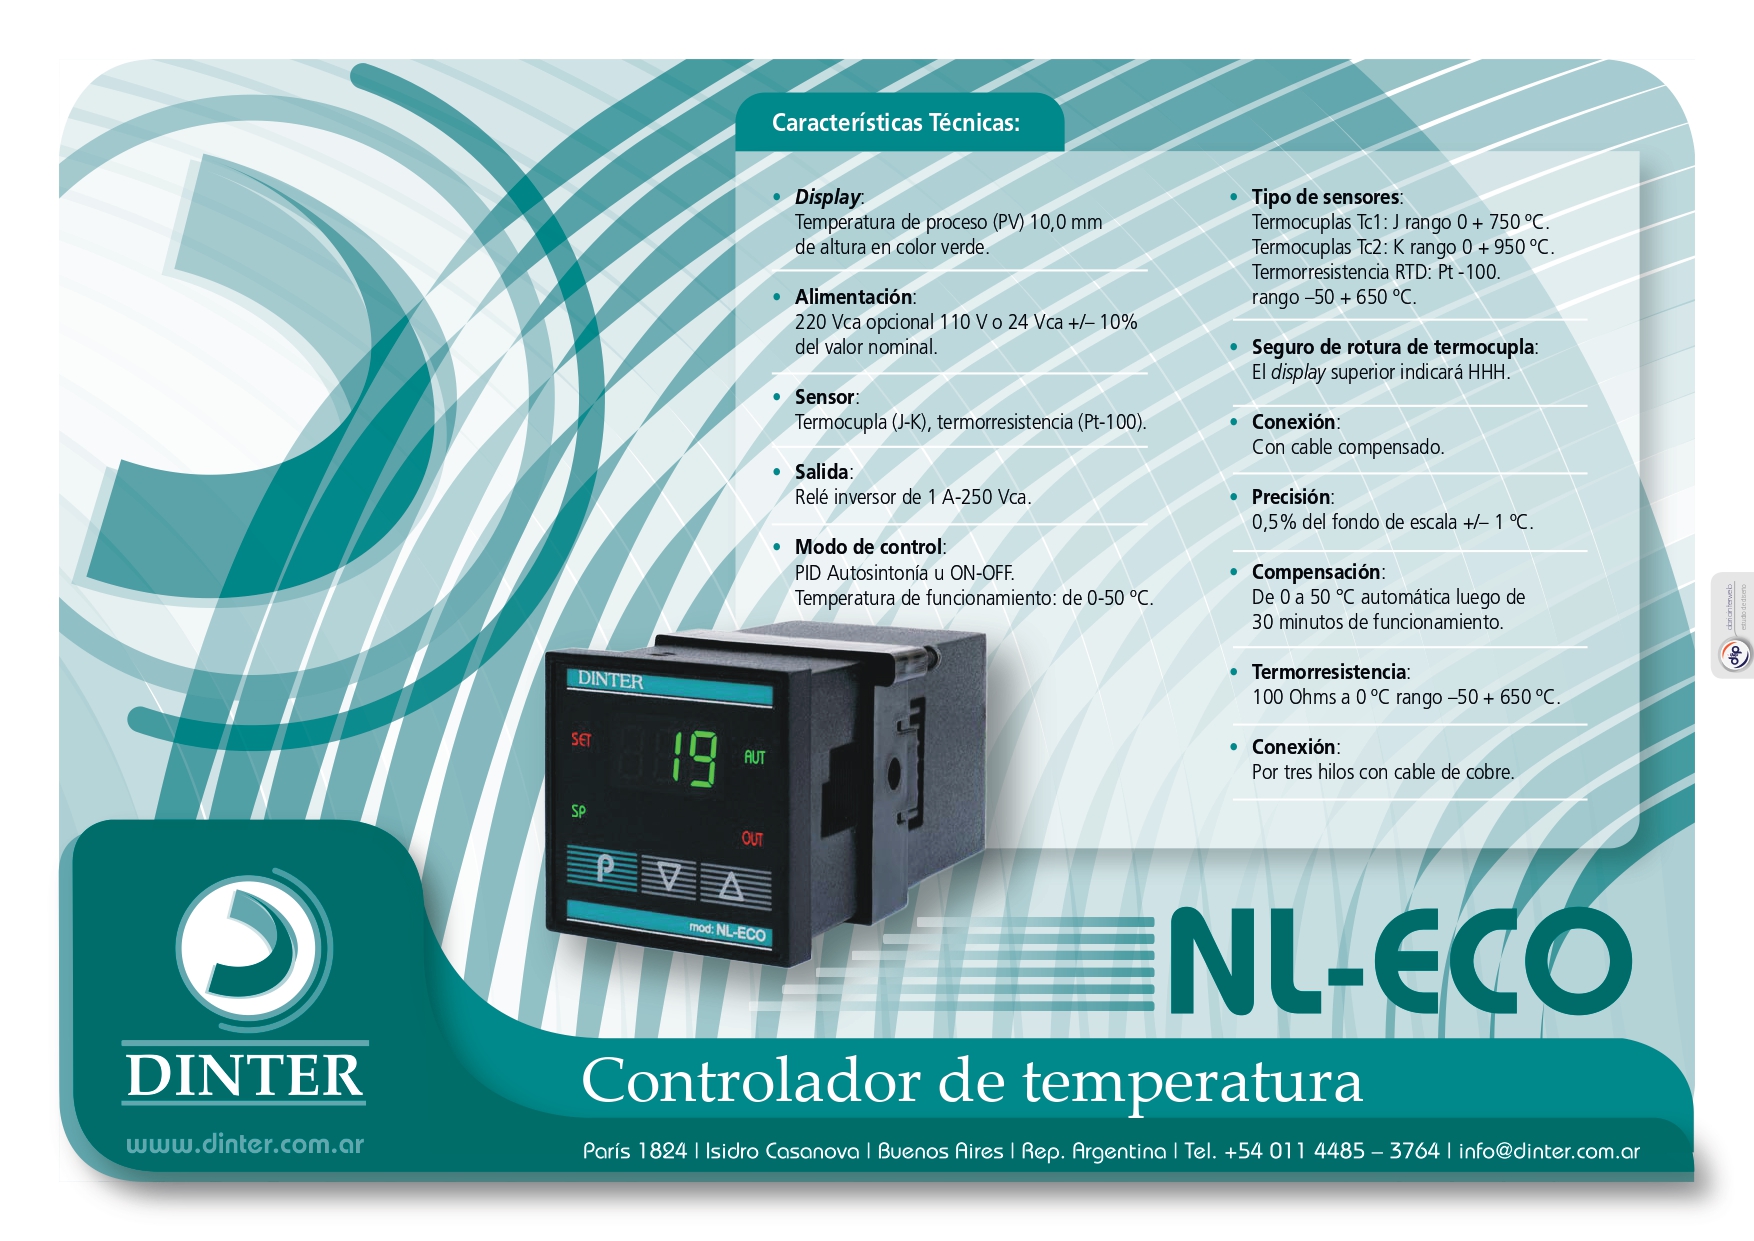 Características Técnicas:
• Display:
Temperatura de proceso (PV) 10,0 mm
de altura en color verde.
• Alimentación:
220 Vca opcional 110 V o 24 Vca +/– 10%
del valor nominal.
• Sensor:
Termocupla (J-K), termorresistencia (Pt-100).
• Salida:
Relé inversor de 1 A-250 Vca.
• Modo de control:
PID Autosintonía u ON-OFF.
Temperatura de funcionamiento: de 0-50 ºC.
• Tipo de sensores:
Termocuplas Tc1: J rango 0 + 750 ºC.
Termocuplas Tc2: K rango 0 + 950 ºC.
Termorresistencia RTD: Pt -100.
rango –50 + 650 ºC.
• Seguro de rotura de termocupla:
El display superior indicará HHH.
• Conexión:
Con cable compensado.
• Precisión:
0,5% del fondo de escala +/– 1 ºC.
• Compensación:
De 0 a 50 ºC automática luego de
30 minutos de funcionamiento.
• Termorresistencia:
100 Ohms a 0 ºC rango –50 + 650 ºC.
• Conexión:
Por tres hilos con cable de cobre.
DINTER
SET
19
AUT
SP
OUT
P
mod: NL-ECO
NL-ECO
DINTER
www.dinter.com.ar
Controlador de temperatura
París 1824 | Isidro Casanova | Buenos Aires | Rep. Argentina | Tel. +54 011 4485 – 3764 | info@dinter.com.ar